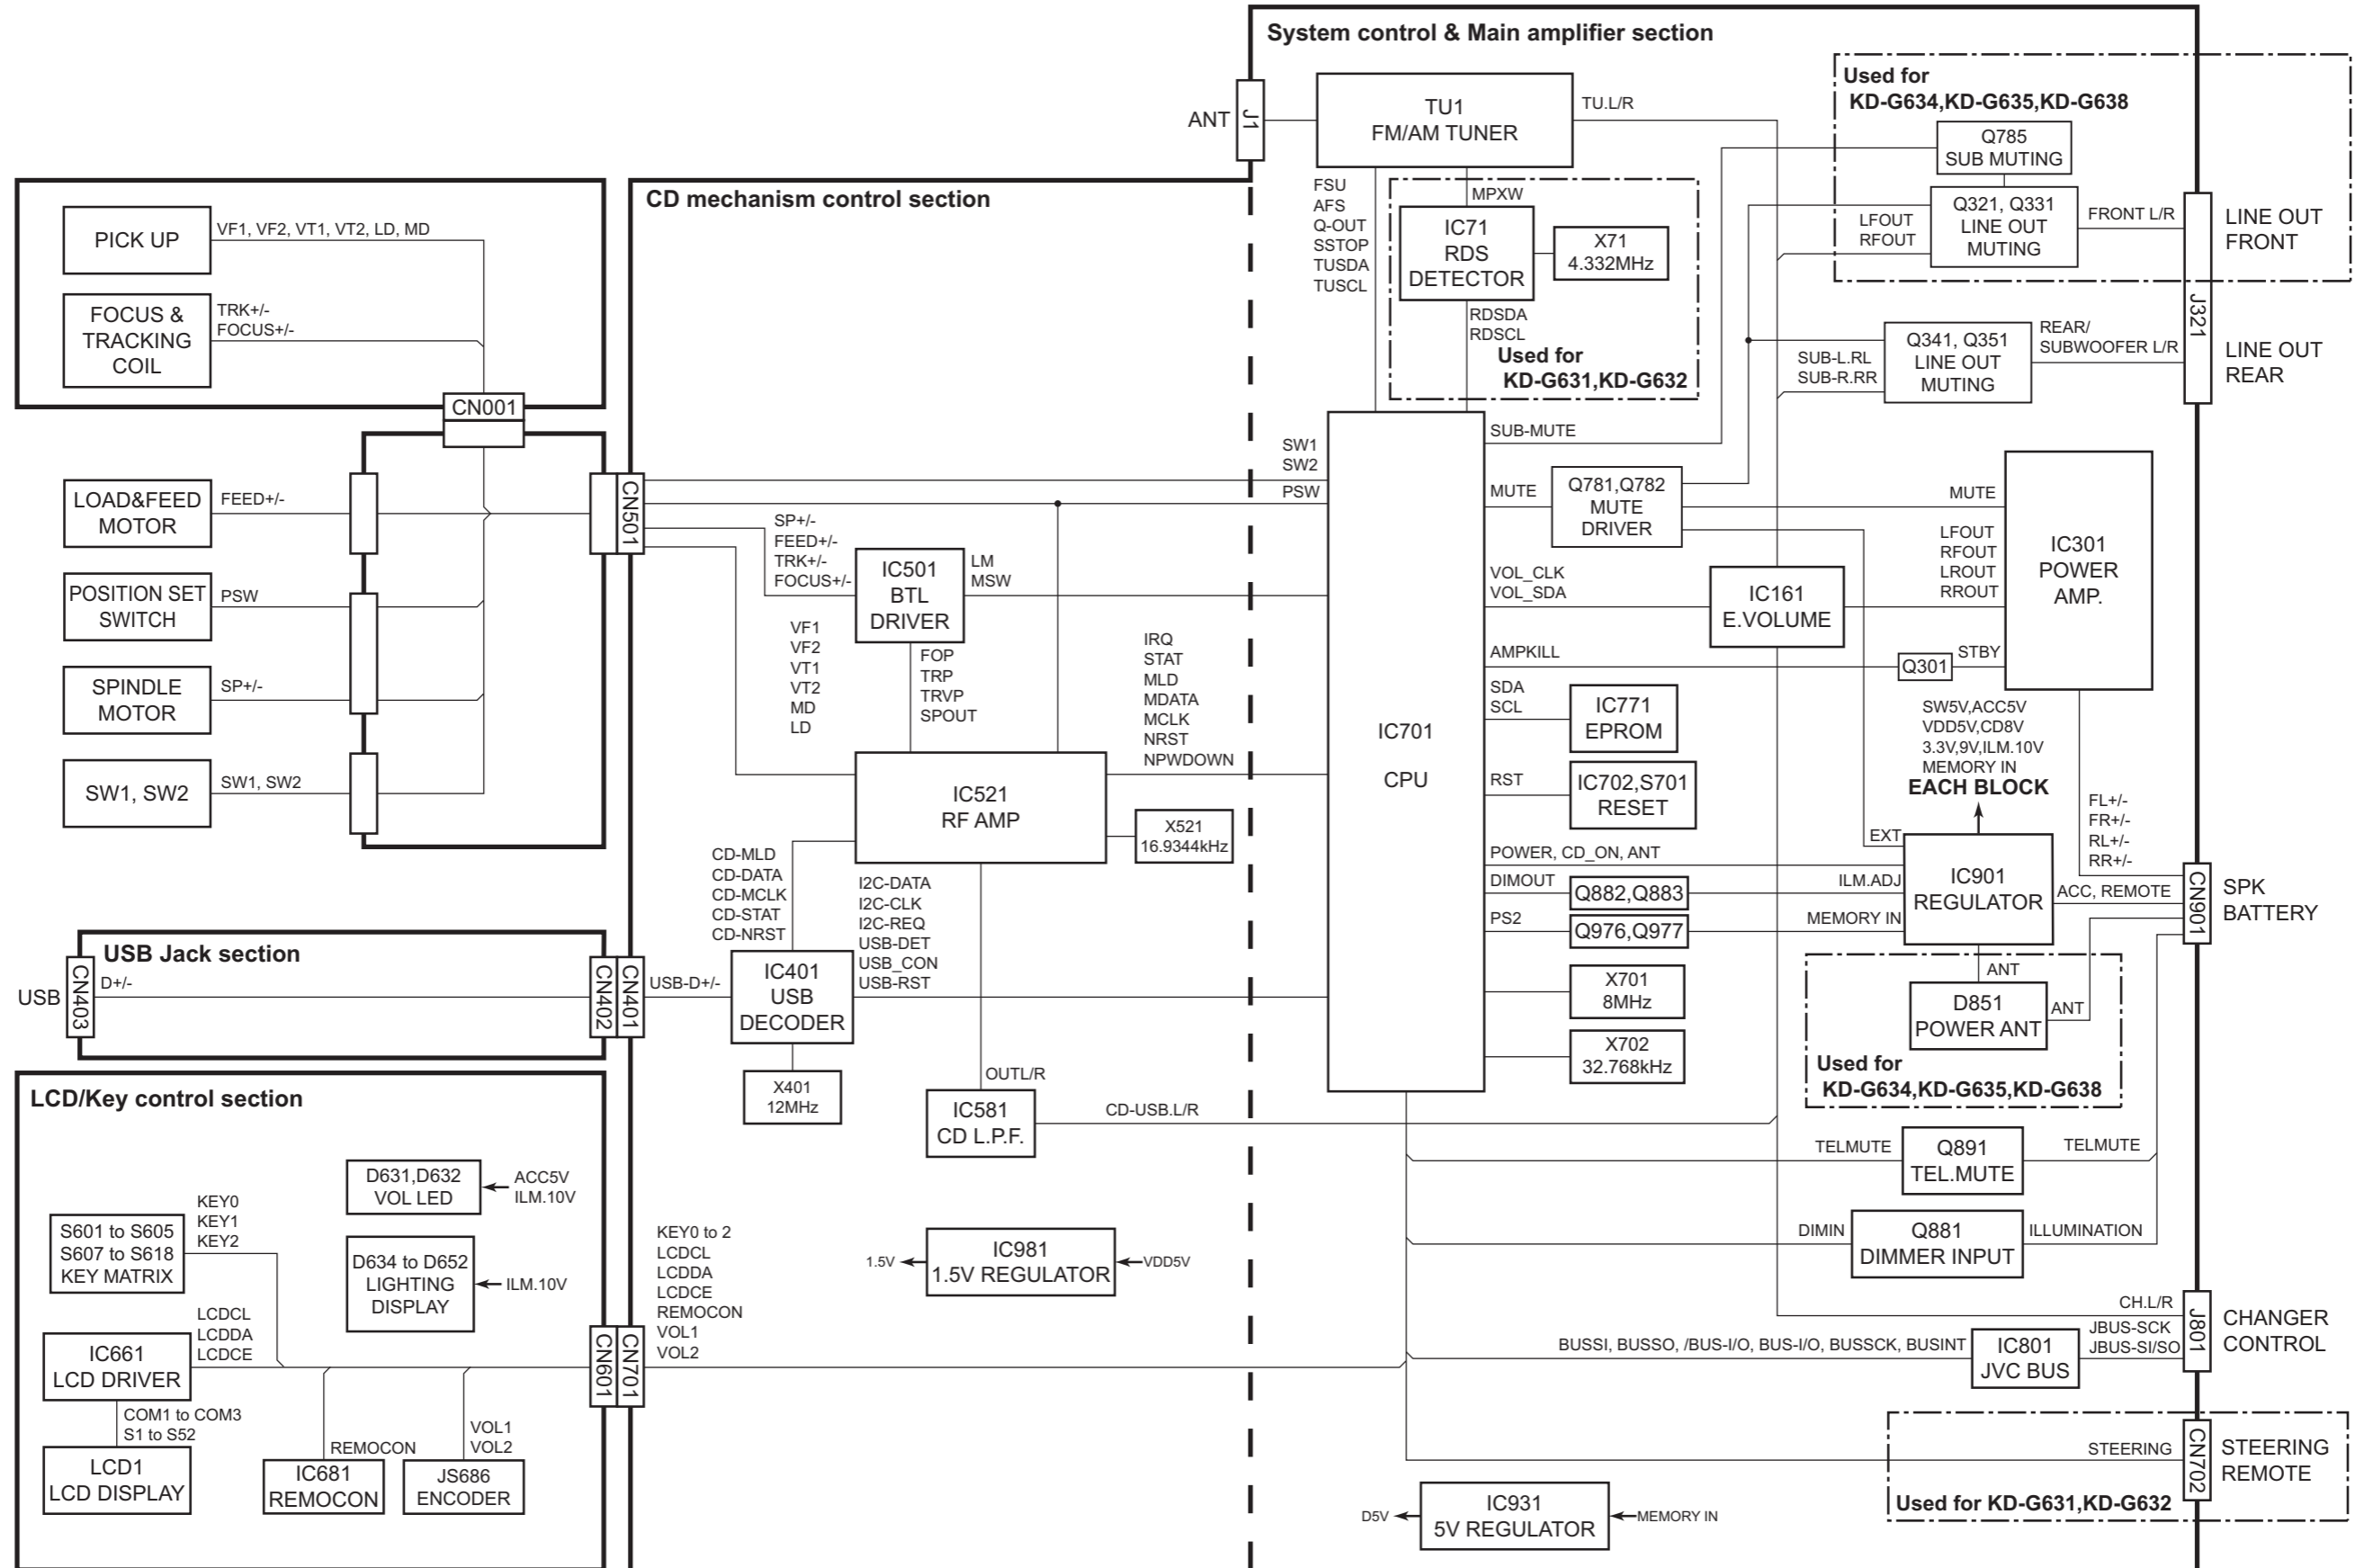 System control & Main amplifier section
ANT
J1
TU1
FM/AM TUNER
TU.L/R
Used for
KD-G634,KD-G635,KD-G638
Q785
SUB MUTING
LFOUT
RFOUT
Q321, Q331
LINE OUT
MUTING
FRONT L/R
LINE OUT
FRONT
J321
FSU
AFS
Q-OUT
SSTOP
TUSDA
TUSCL
MPXW
IC71
RDS
DETECTOR
X71
4.332MHz
RDSDA
RDSCL
Used for
KD-G631,KD-G632
SUB-L.RL
SUB-R.RR
Q341, Q351
LINE OUT
MUTING
REAR/
SUBWOOFER L/R
LINE OUT
REAR
PICK UP
VF1, VF2, VT1, VT2, LD, MD
FOCUS &
TRACKING
COIL
TRK+/-
FOCUS+/-
CN001
LOAD&FEED
MOTOR
FEED+/-
POSITION SET
SWITCH
PSW
SPINDLE
MOTOR
SP+/-
SW1, SW2
SW1, SW2
CD mechanism control section
CN501
SW1
SW2
PSW
SP+/-
FEED+/-
TRK+/-
FOCUS+/-
IC501
BTL
DRIVER
LM
MSW
VF1
VF2
VT1
VT2
MD
LD
FOP
TRP
TRVP
SPOUT
IRQ
STAT
MLD
MDATA
MCLK
NRST
NPWDOWN
IC521
RF AMP
X521
16.9344kHz
CD-MLD
CD-DATA
CD-MCLK
CD-STAT
CD-NRST
I2C-DATA
I2C-CLK
I2C-REQ
USB-DET
USB_CON
USB-RST
IC401
USB
DECODER
X401
12MHz
OUTL/R
IC581
CD L.P.F.
CD-USB.L/R
1.5V
IC981
1.5V REGULATOR
VDD5V
IC701
CPU
SUB-MUTE
MUTE
Q781,Q782
MUTE
DRIVER
MUTE
LFOUT
RFOUT
LROUT
RROUT
IC301
POWER
AMP.
VOL_CLK
VOL_SDA
IC161
E.VOLUME
AMPKILL
Q301
STBY
SDA
SCL
IC771
EPROM
RST
IC702,S701
RESET
SW5V,ACC5V
VDD5V,CD8V
3.3V,9V,ILM.10V
MEMORY IN
EACH BLOCK
EXT
FL+/-
FR+/-
RL+/-
RR+/-
POWER, CD_ON, ANT
DIMOUT
Q882,Q883
ILM.ADJ
PS2
Q976,Q977
MEMORY IN
IC901
REGULATOR
ACC, REMOTE
CN901
SPK
BATTERY
X701
8MHz
X702
32.768kHz
ANT
D851
POWER ANT
ANT
Used for
KD-G634,KD-G635,KD-G638
TELMUTE
Q891
TEL.MUTE
TELMUTE
DIMIN
Q881
DIMMER INPUT
ILLUMINATION
CH.L/R
BUSSI, BUSSO, /BUS-I/O, BUS-I/O, BUSSCK, BUSINT
IC801
JVC BUS
JBUS-SCK
JBUS-SI/SO
J801
CHANGER
CONTROL
STEERING
CN702
STEERING
REMOTE
Used for KD-G631,KD-G632
D5V
IC931
5V REGULATOR
MEMORY IN
USB Jack section
USB
CN403
D+/-
CN402
CN401
USB-D+/-
LCD/Key control section
D631,D632
VOL LED
ACC5V
ILM.10V
S601 to S605
S607 to S618
KEY MATRIX
KEY0
KEY1
KEY2
D634 to D652
LIGHTING
DISPLAY
ILM.10V
IC661
LCD DRIVER
LCDCL
LCDDA
LCDCE
COM1 to COM3
S1 to S52
LCD1
LCD DISPLAY
REMOCON
IC681
REMOCON
VOL1
VOL2
JS686
ENCODER
CN601
CN701
KEY0 to 2
LCDCL
LCDDA
LCDCE
REMOCON
VOL1
VOL2